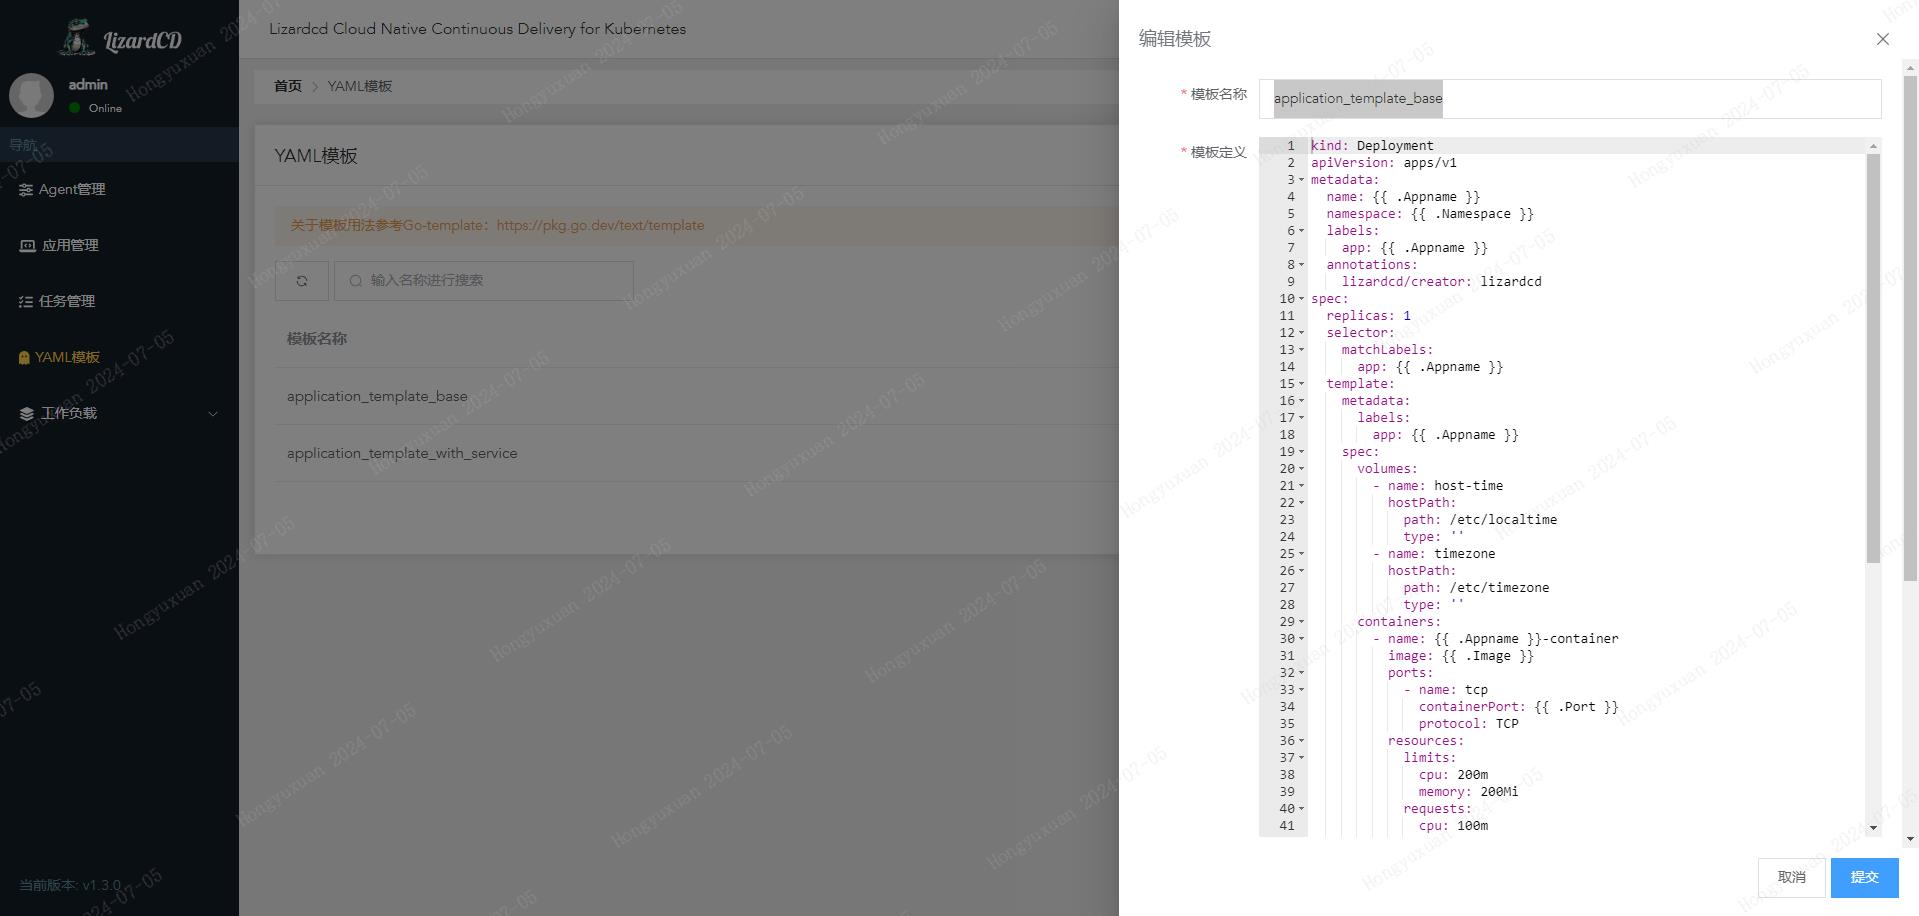 LizardCD
admin
Online
导航
Agent管理
应用管理
任务管理
YAML模板
工作负载
当前版本: v1.3.0
Lizardcd Cloud Native Continuous Delivery for Kubernetes
首页 > YAML模板
YAML模板
关于模板用法参考Go-template：https://pkg.go.dev/text/template
输入名称进行搜索
模板名称
application_template_base
application_template_with_service
编辑模板
* 模板名称
application_template_base
* 模板定义
1 kind: Deployment
2 apiVersion: apps/v1
3 metadata:
4 name: {{ .Appname }}
5 namespace: {{ .Namespace }}
6 labels:
7 app: {{ .Appname }}
8 annotations:
9 lizardcd/creator: lizardcd
10 spec:
11 replicas: 1
12 selector:
13 matchLabels:
14 app: {{ .Appname }}
15 template:
16 metadata:
17 labels:
18 app: {{ .Appname }}
19 spec:
20 volumes:
21 - name: host-time
22 hostPath:
23 path: /etc/localtime
24 type: ''
25 - name: timezone
26 hostPath:
27 path: /etc/timezone
28 type: ''
29 containers:
30 - name: {{ .Appname }}-container
31 image: {{ .Image }}
32 ports:
33 - name: tcp
34 containerPort: {{ .Port }}
35 protocol: TCP
36 resources:
37 limits:
38 cpu: 200m
39 memory: 200Mi
40 requests:
41 cpu: 100m
取消
提交
Hongyuxuan 2024-07-05